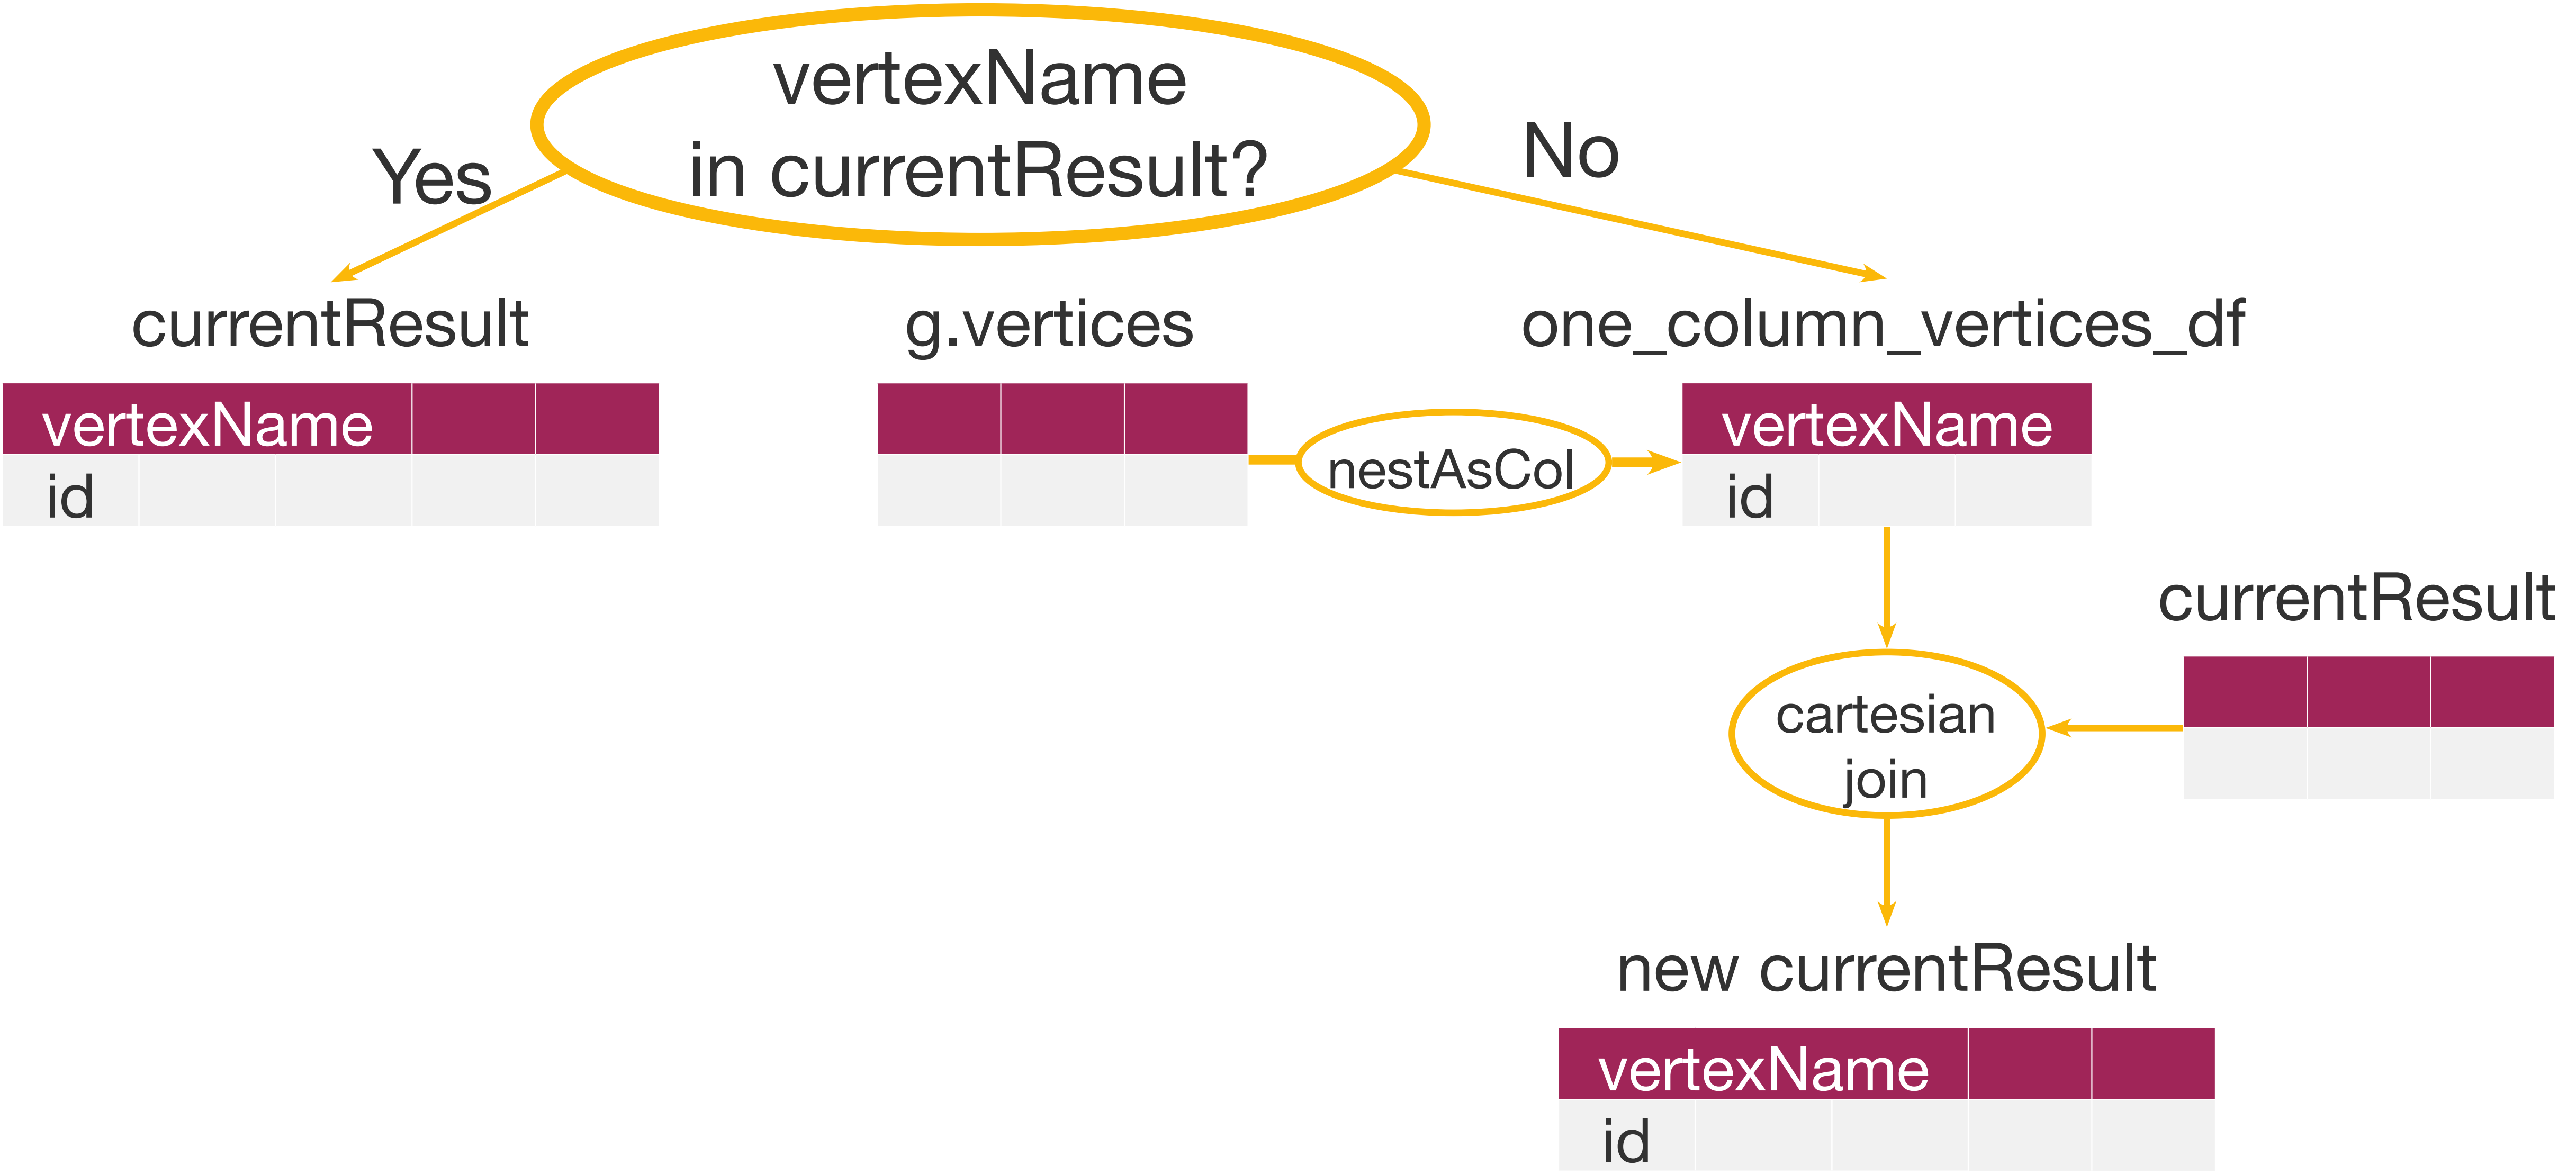 vertexName
in currentResult?
Yes
No
currentResult
g.vertices
one_column_vertices_df
vertexName
id
nestAsCol
vertexName
id
currentResult
cartesian
join
new currentResult
vertexName
id